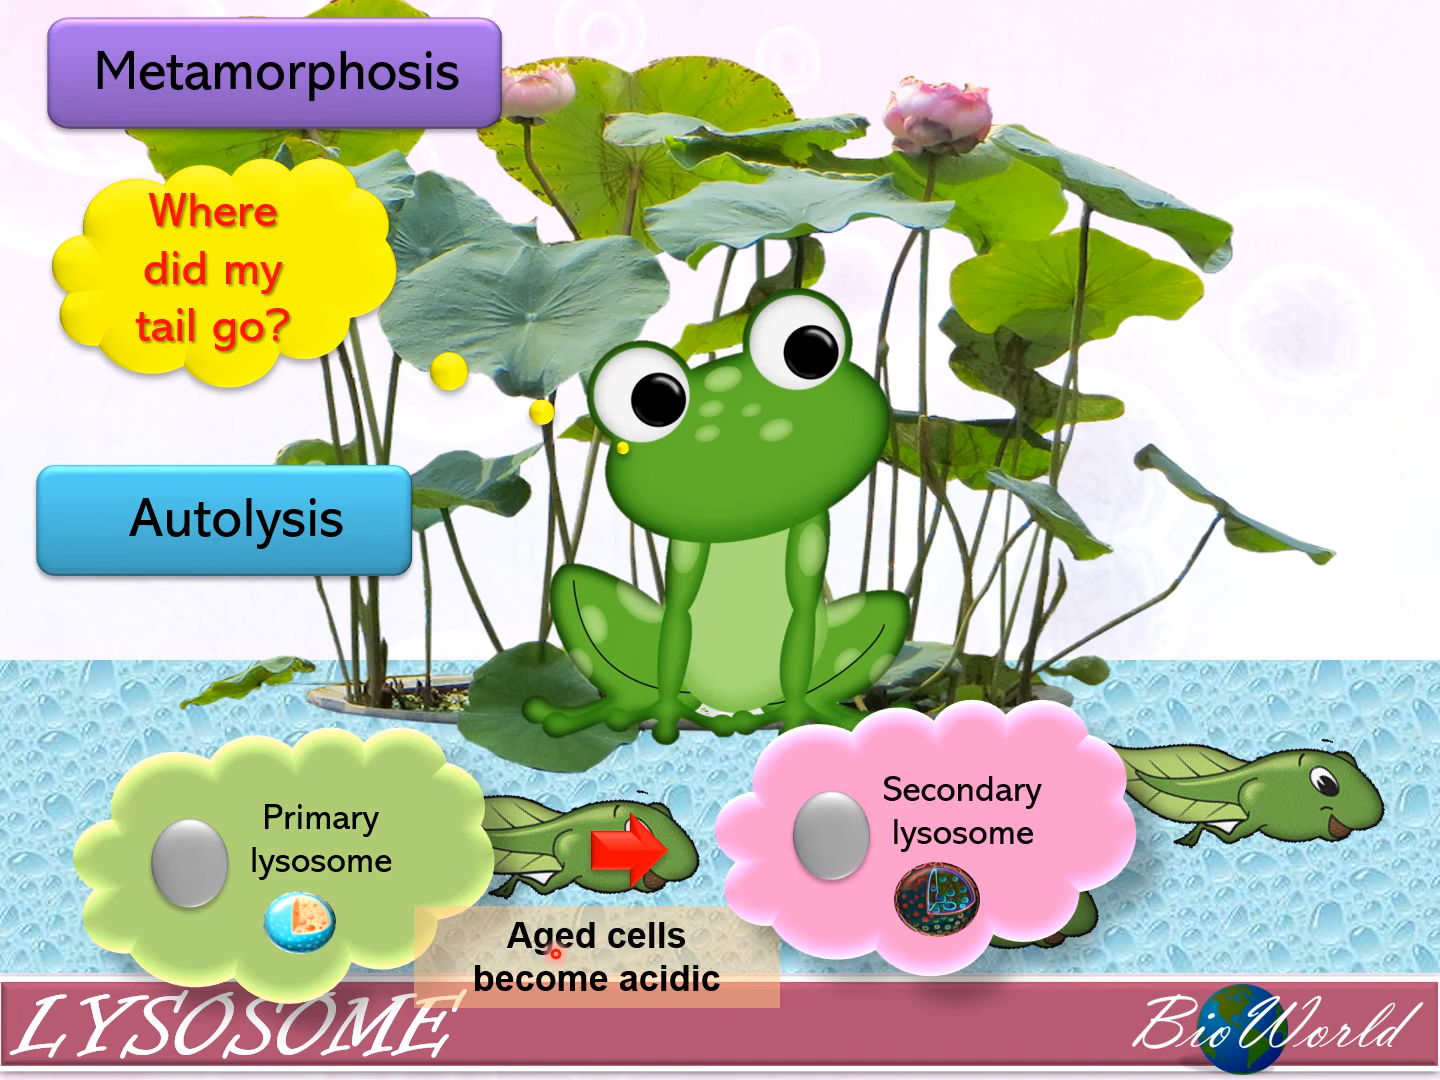 Metamorphosis
Where
did my
tail go?
Autolysis
Primary
lysosome
Secondary
lysosome
Aged cells
become acidic
LYSOSOME
BioWorld